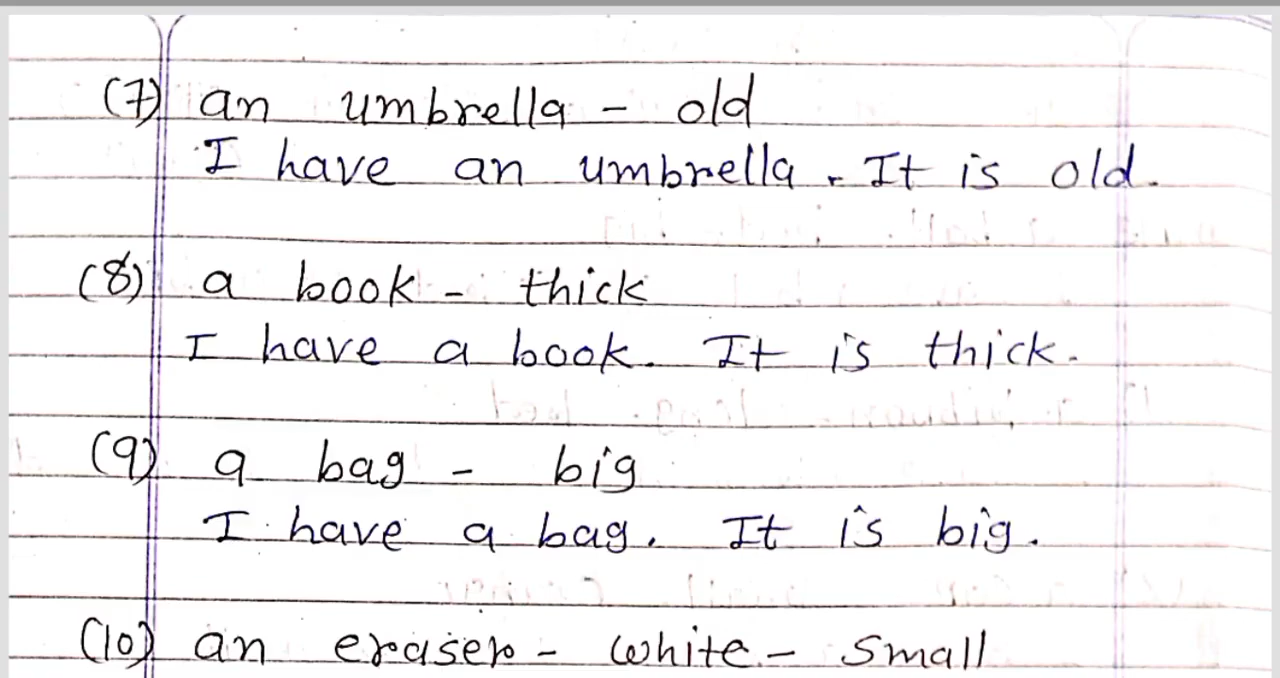 (7) an umbrella - old
I have an umbrella. It is old.
(8) a book - thick
I have a book. It is thick.
(9) a bag - big
I have a bag. It is big.
(10) an eraser - white - small